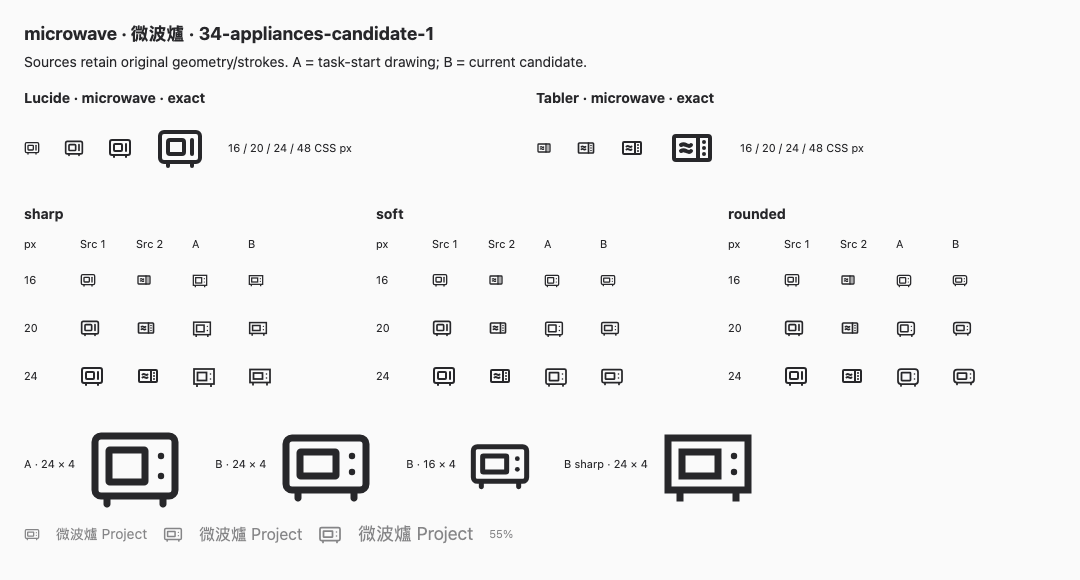 microwave · 微波爐 · 34-appliances-candidate-1
Sources retain original geometry/strokes. A = task-start drawing; B = current candidate.
Lucide · microwave · exact
Tabler · microwave · exact
16 / 20 / 24 / 48 CSS px
16 / 20 / 24 / 48 CSS px
sharp
soft
rounded
px Src 1 Src 2 A B
px Src 1 Src 2 A B
px Src 1 Src 2 A B
16
16
16
20
20
20
24
24
24
A · 24 × 4
B · 24 × 4
B · 16 × 4
B sharp · 24 × 4
微波爐 Project
微波爐 Project
微波爐 Project
55%